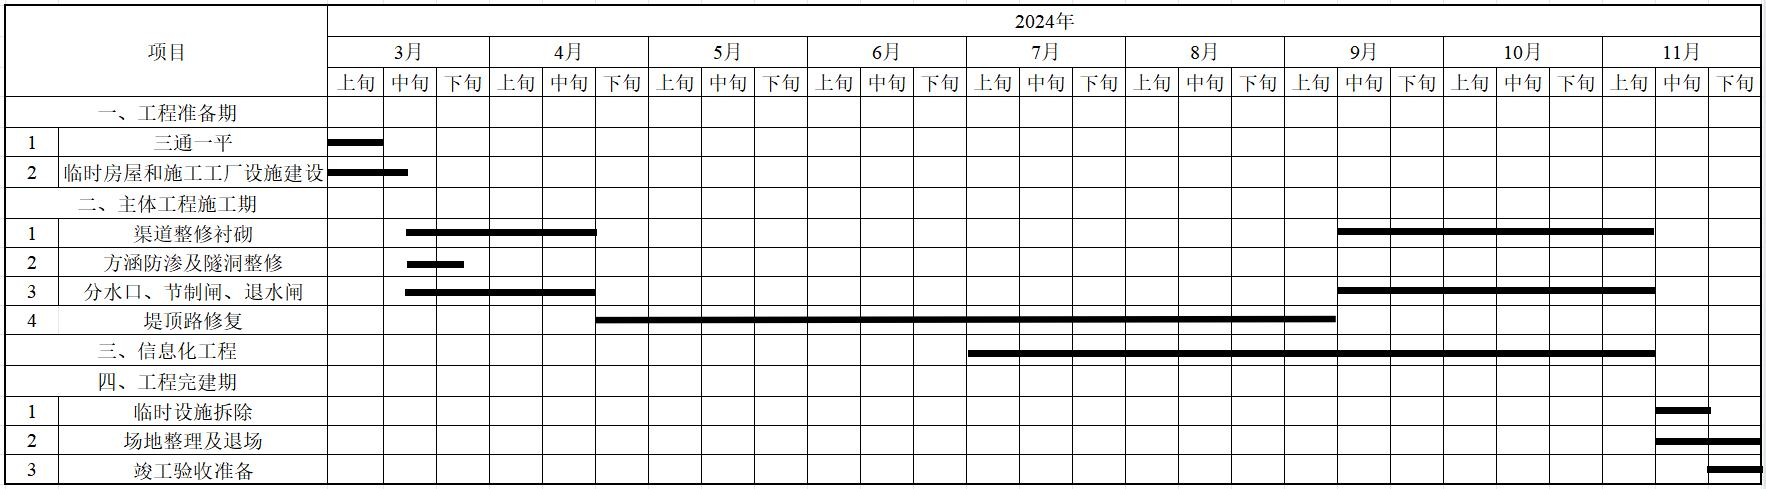 项目
2024年
3月 4月 5月 6月 7月 8月 9月 10月 11月
上旬 中旬 下旬 上旬 中旬 下旬 上旬 中旬 下旬 上旬 中旬 下旬 上旬 中旬 下旬 上旬 中旬 下旬 上旬 中旬 下旬 上旬 中旬 下旬 上旬 中旬 下旬
一、工程准备期
1 三通一平
2 临时房屋和施工工厂设施建设
二、主体工程施工期
1 渠道整修衬砌
2 方涵防渗及隧洞整修
3 分水口、节制闸、退水闸
4 堤顶路修复
三、信息化工程
四、工程完建期
1 临时设施拆除
2 场地整理及退场
3 竣工验收准备